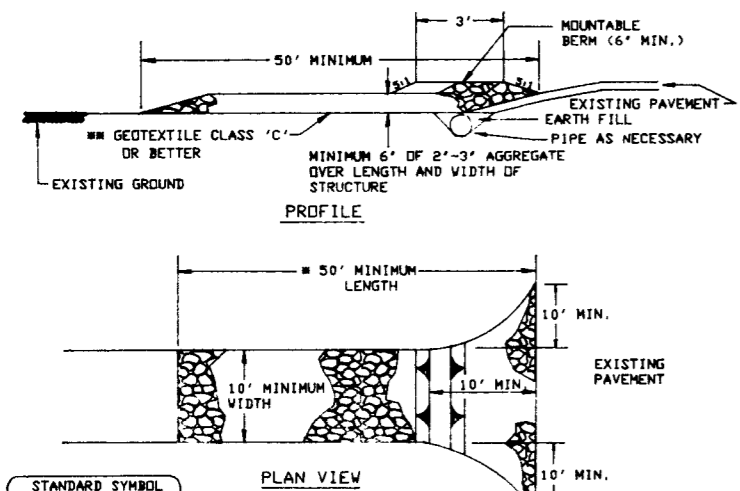 3'
MOUNTABLE
BERM (6" MIN.)
50' MINIMUM
5:1
5:1
EXISTING PAVEMENT
** GEOTEXTILE CLASS 'C'
OR BETTER
EARTH FILL
PIPE AS NECESSARY
MINIMUM 6" OF 2"-3" AGGREGATE
OVER LENGTH AND WIDTH OF
STRUCTURE
EXISTING GROUND
PROFILE
* 50' MINIMUM
LENGTH
10' MIN.
EXISTING
PAVEMENT
10' MINIMUM
WIDTH
10' MIN.
10' MIN.
PLAN VIEW
STANDARD SYMBOL